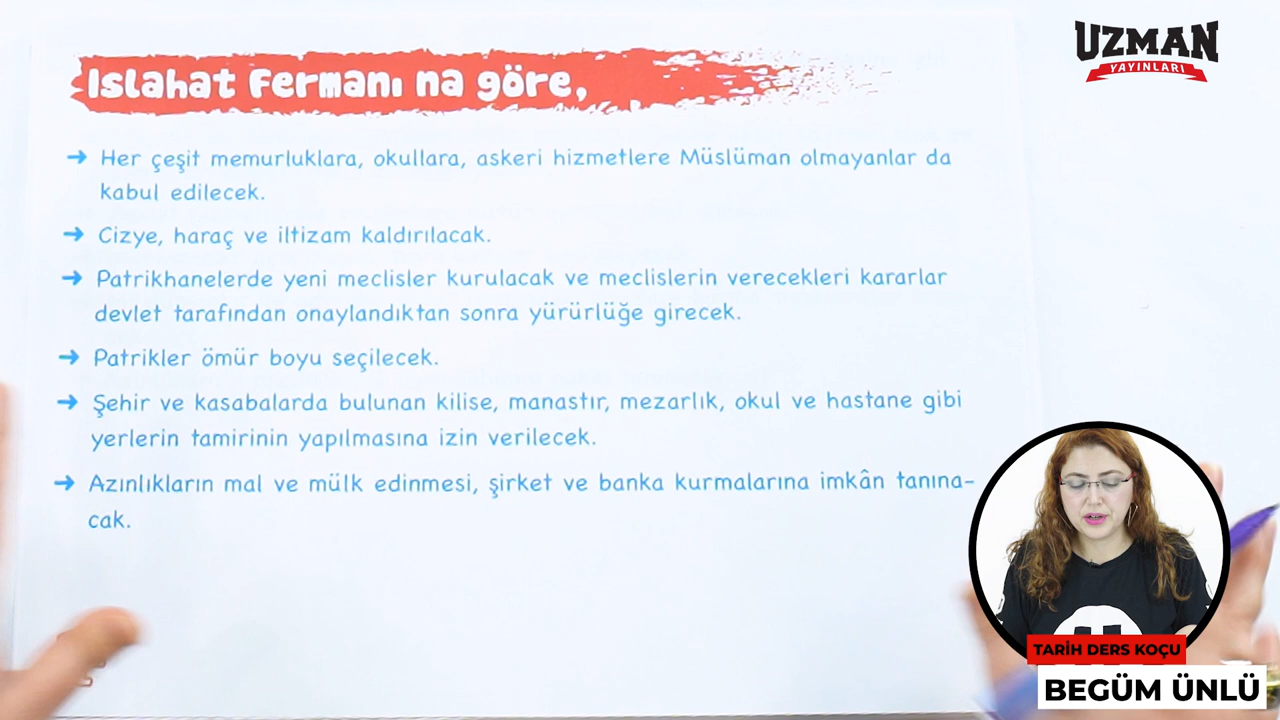 UZMAN
YAYINLARI
Islahat Fermanı na göre,
→ Her çeşit memurluklara, okullara, askeri hizmetlere Müslüman olmayanlar da
kabul edilecek.
→ Cizye, haraç ve iltizam kaldırılacak.
→ Patrikhanelerde yeni meclisler kurulacak ve meclislerin verecekleri kararlar
devlet tarafından onaylandıktan sonra yürürlüğe girecek.
→ Patrikler ömür boyu seçilecek.
→ Şehir ve kasabalarda bulunan kilise, manastır, mezarlık, okul ve hastane gibi
yerlerin tamirinin yapılmasına izin verilecek.
→ Azınlıkların mal ve mülk edinmesi, şirket ve banka kurmalarına imkân tanına-
cak.
TARİH DERS KOÇU
BEGÜM ÜNLÜ